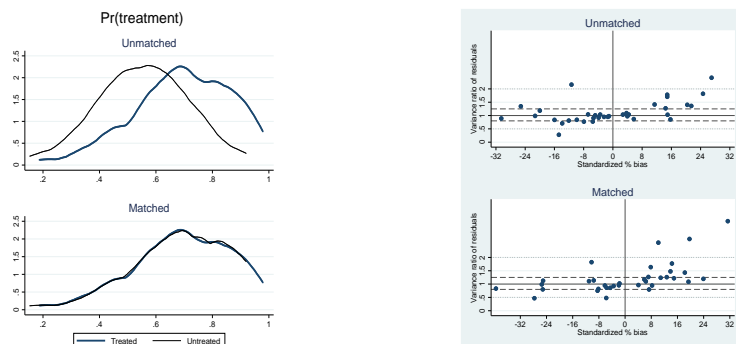 Pr(treatment)
Unmatched
0 .5 1 1.5 2 2.5
.2 .4 .6 .8 1
Matched
0 .5 1 1.5 2 2.5
.2 .4 .6 .8 1
Treated Untreated
Unmatched
Variance ratio of residuals
0 .5 1 1.5 2
-32 -24 -16 -8 0 8 16 24 32
Standardized % bias
Matched
Variance ratio of residuals
0 .5 1 1.5 2
-32 -24 -16 -8 0 8 16 24 32
Standardized % bias